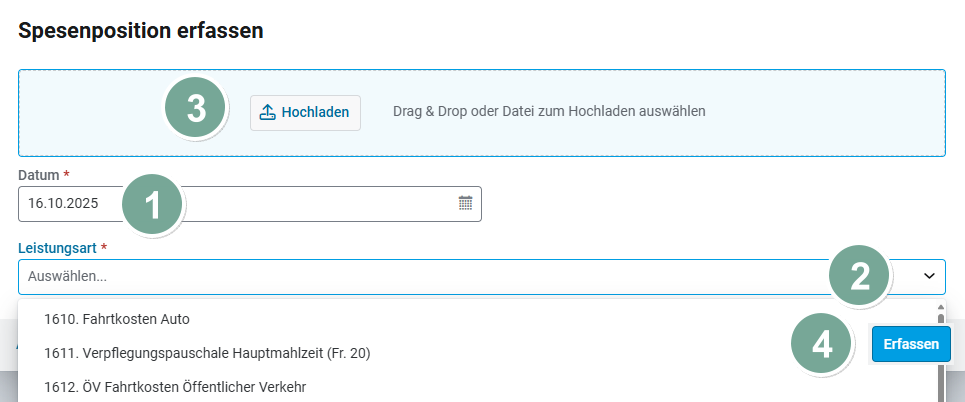 Spesenposition erfassen
3 Hochladen Drag & Drop oder Datei zum Hochladen auswählen
Datum *
16.10.2025 1
Leistungsart *
Auswählen... 2
1610. Fahrtkosten Auto
4 Erfassen
1611. Verpflegungspauschale Hauptmahlzeit (Fr. 20)
1612. ÖV Fahrtkosten Öffentlicher Verkehr